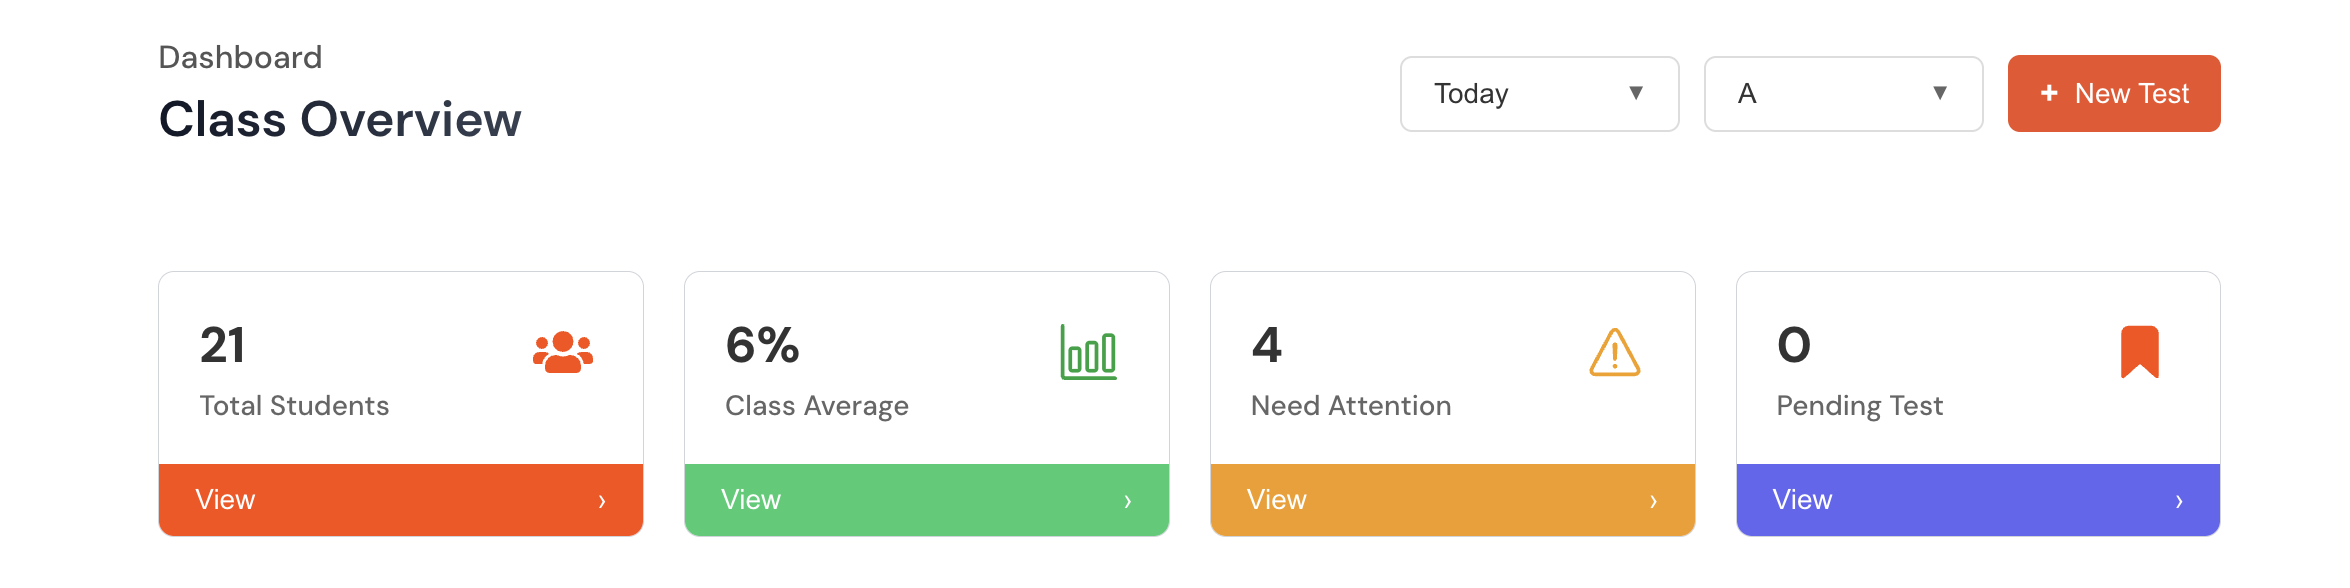 Dashboard
Class Overview
Today
A
+ New Test
21
Total Students
View
6%
Class Average
View
4
Need Attention
View
0
Pending Test
View